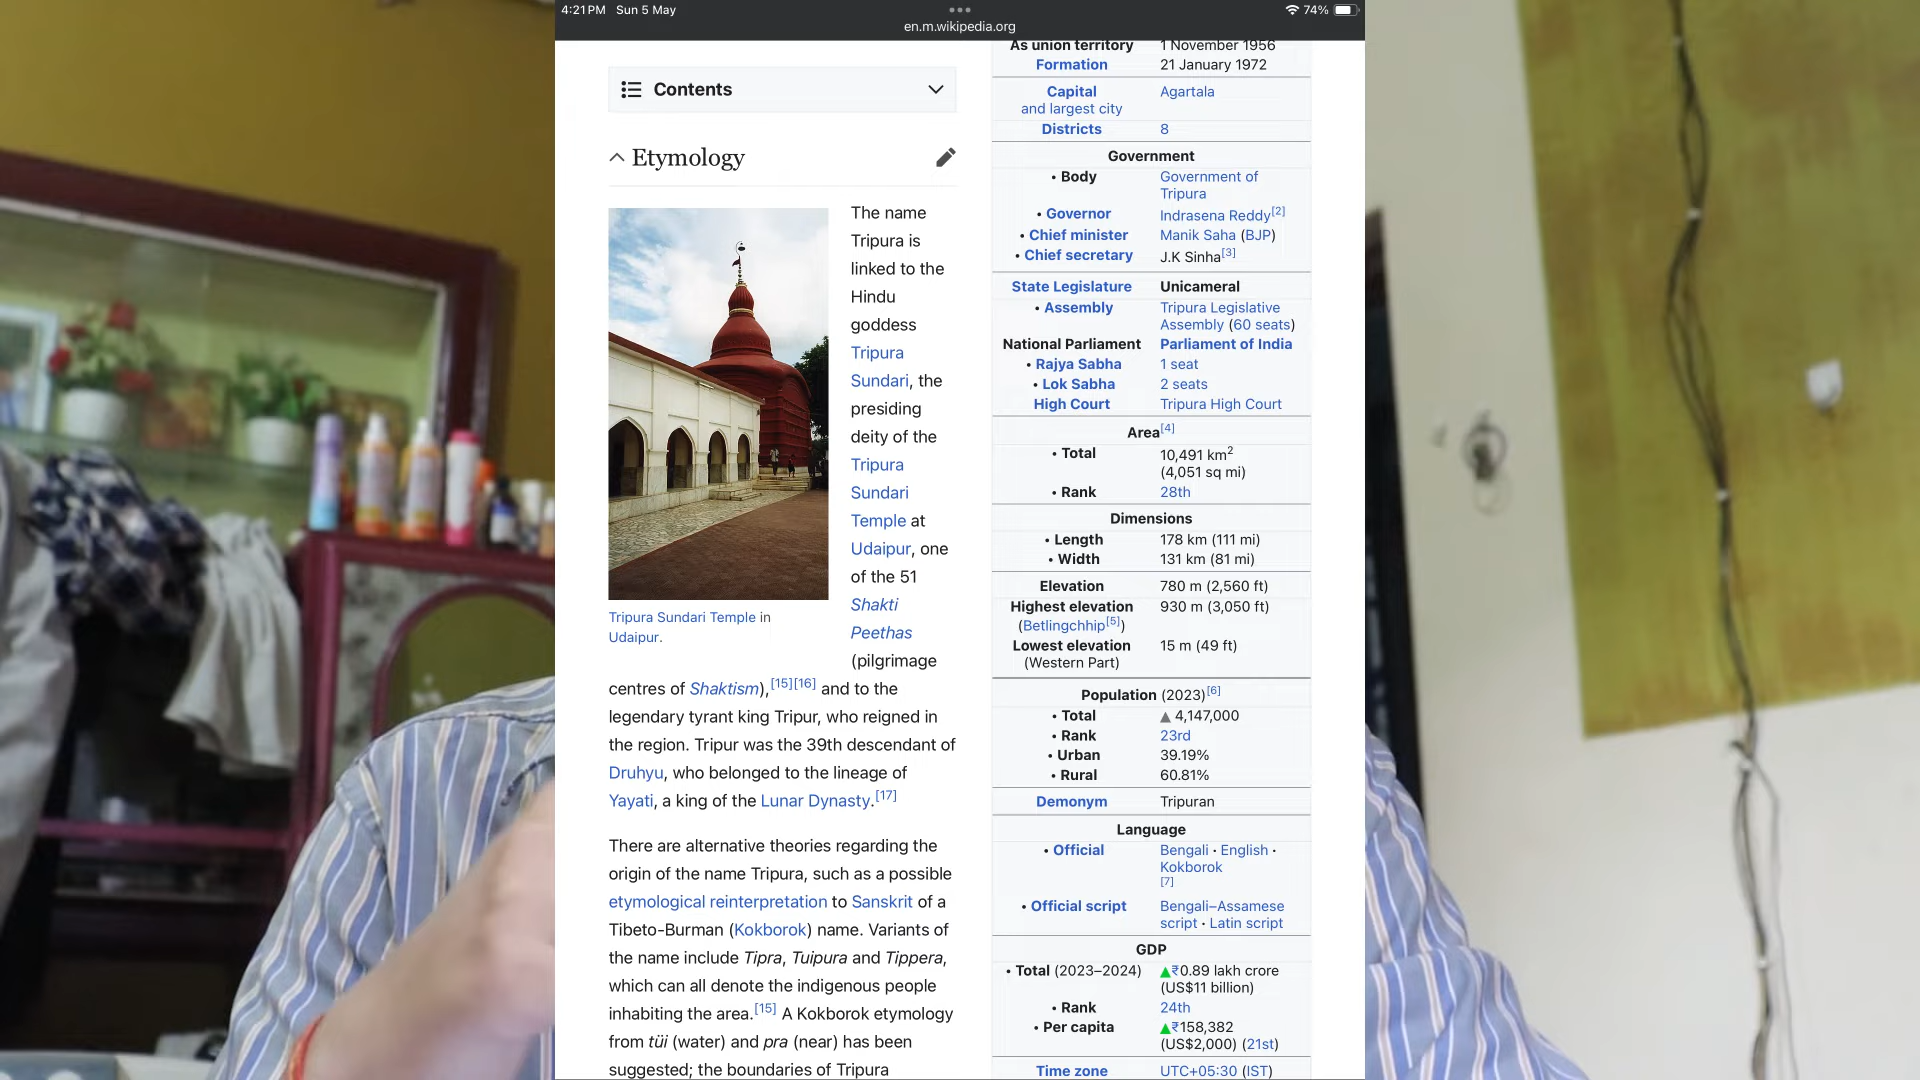 4:21 PM Sun 5 May
en.m.wikipedia.org
74%
Contents
Etymology
The name
Tripura is
linked to the
Hindu
goddess
Tripura
Sundari, the
presiding
deity of the
Tripura
Sundari
Temple at
Udaipur, one
of the 51
Shakti
Peethas
(pilgrimage
Tripura Sundari Temple in
Udaipur.
centres of Shaktism),[15][16] and to the
legendary tyrant king Tripur, who reigned in
the region. Tripur was the 39th descendant of
Druhyu, who belonged to the lineage of
Yayati, a king of the Lunar Dynasty.[17]
There are alternative theories regarding the
origin of the name Tripura, such as a possible
etymological reinterpretation to Sanskrit of a
Tibeto-Burman (Kokborok) name. Variants of
the name include Tipra, Tuipura and Tippera,
which can all denote the indigenous people
inhabiting the area.[15] A Kokborok etymology
from tüi (water) and pra (near) has been
suggested; the boundaries of Tripura
As union territory 1 November 1956
Formation 21 January 1972
Capital Agartala
and largest city
Districts 8
Government
• Body Government of
Tripura
• Governor Indrasena Reddy[2]
• Chief minister Manik Saha (BJP)
• Chief secretary J.K Sinha[3]
State Legislature Unicameral
• Assembly Tripura Legislative
Assembly (60 seats)
National Parliament Parliament of India
• Rajya Sabha 1 seat
• Lok Sabha 2 seats
High Court Tripura High Court
Area[4]
• Total 10,491 km2
(4,051 sq mi)
• Rank 28th
Dimensions
• Length 178 km (111 mi)
• Width 131 km (81 mi)
Elevation 780 m (2,560 ft)
Highest elevation 930 m (3,050 ft)
(Betlingchhip[5])
Lowest elevation 15 m (49 ft)
(Western Part)
Population (2023)[6]
• Total ▲ 4,147,000
• Rank 23rd
• Urban 39.19%
• Rural 60.81%
Demonym Tripuran
Language
• Official Bengali · English ·
Kokborok
[7]
• Official script Bengali–Assamese
script · Latin script
GDP
• Total (2023–2024) ▲₹0.89 lakh crore
(US$11 billion)
• Rank 24th
• Per capita ▲₹158,382
(US$2,000) (21st)
Time zone UTC+05:30 (IST)